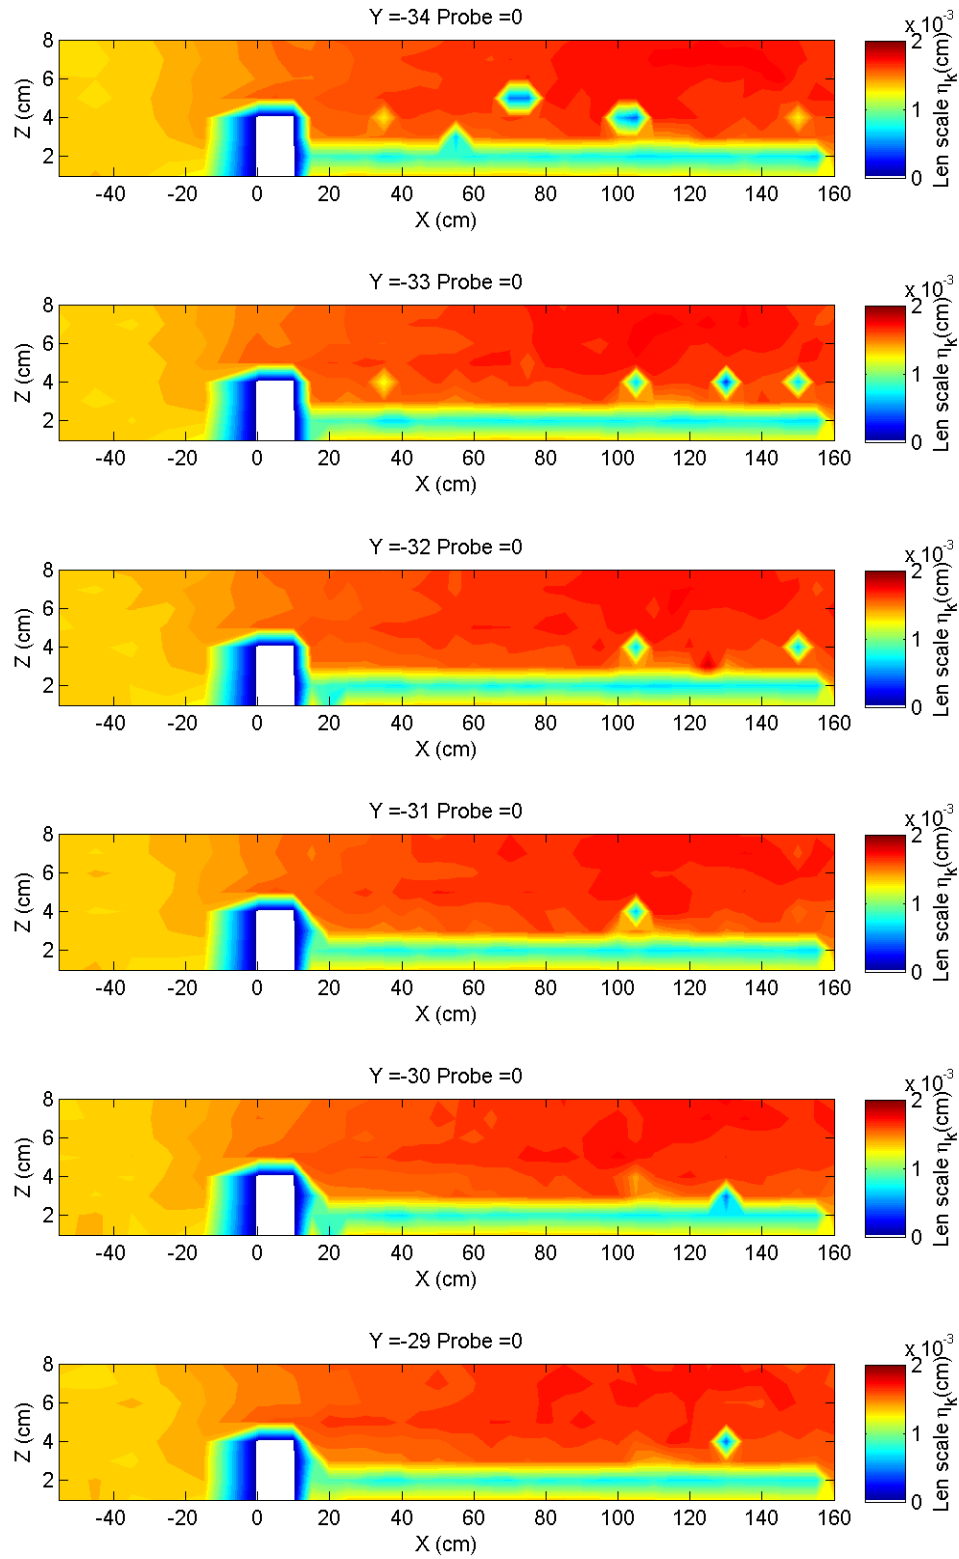 Y =-34 Probe =0
x 10-3
8
6
4
2
Z (cm)
-40 -20 0 20 40 60 80 100 120 140 160
X (cm)
2
1
0
Len scale ηk(cm)
Y =-33 Probe =0
x 10-3
8
6
4
2
Z (cm)
-40 -20 0 20 40 60 80 100 120 140 160
X (cm)
2
1
0
Len scale ηk(cm)
Y =-32 Probe =0
x 10-3
8
6
4
2
Z (cm)
-40 -20 0 20 40 60 80 100 120 140 160
X (cm)
2
1
0
Len scale ηk(cm)
Y =-31 Probe =0
x 10-3
8
6
4
2
Z (cm)
-40 -20 0 20 40 60 80 100 120 140 160
X (cm)
2
1
0
Len scale ηk(cm)
Y =-30 Probe =0
x 10-3
8
6
4
2
Z (cm)
-40 -20 0 20 40 60 80 100 120 140 160
X (cm)
2
1
0
Len scale ηk(cm)
Y =-29 Probe =0
x 10-3
8
6
4
2
Z (cm)
-40 -20 0 20 40 60 80 100 120 140 160
X (cm)
2
1
0
Len scale ηk(cm)